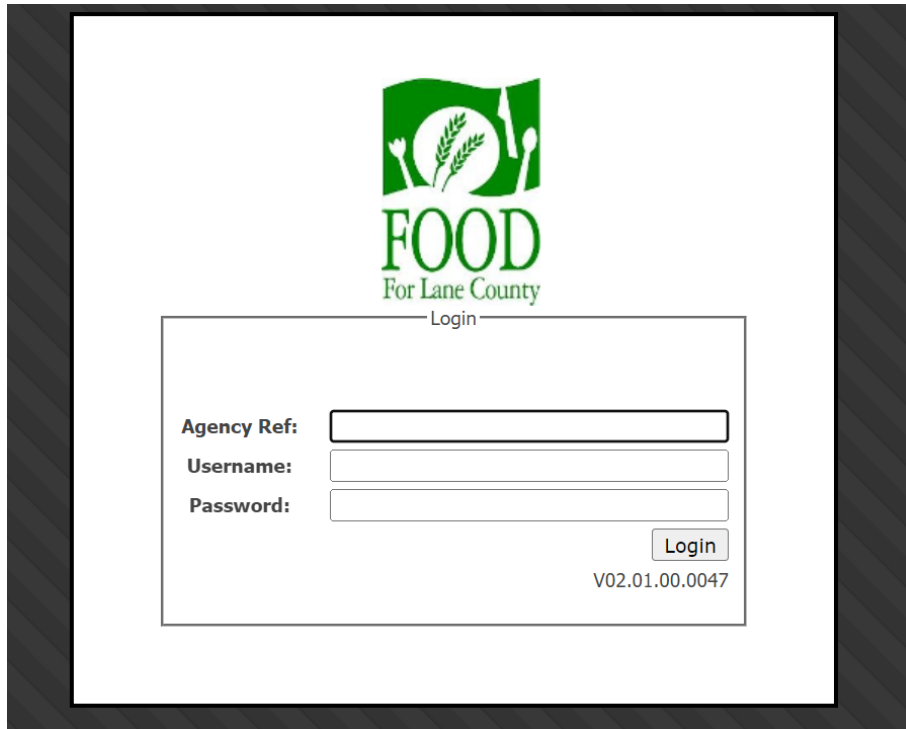 FOOD
For Lane County
Login
Agency Ref:
Username:
Password:
Login
V02.01.00.0047